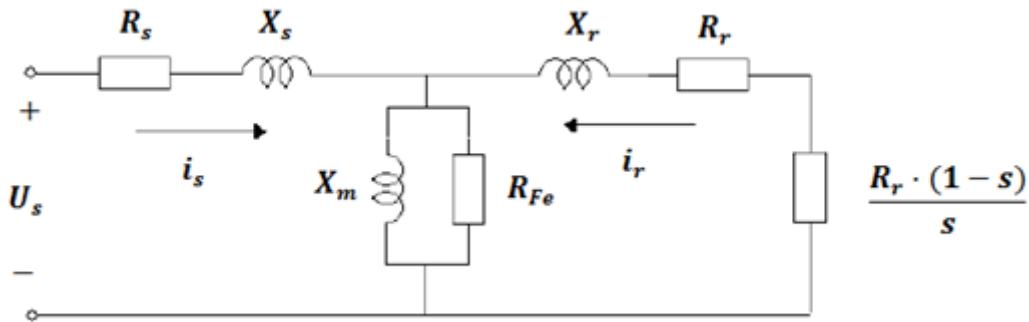 R_s
X_s
X_r
R_r
+
i_s
i_r
U_s
X_m
R_Fe
R_r · (1 − s)
s
−